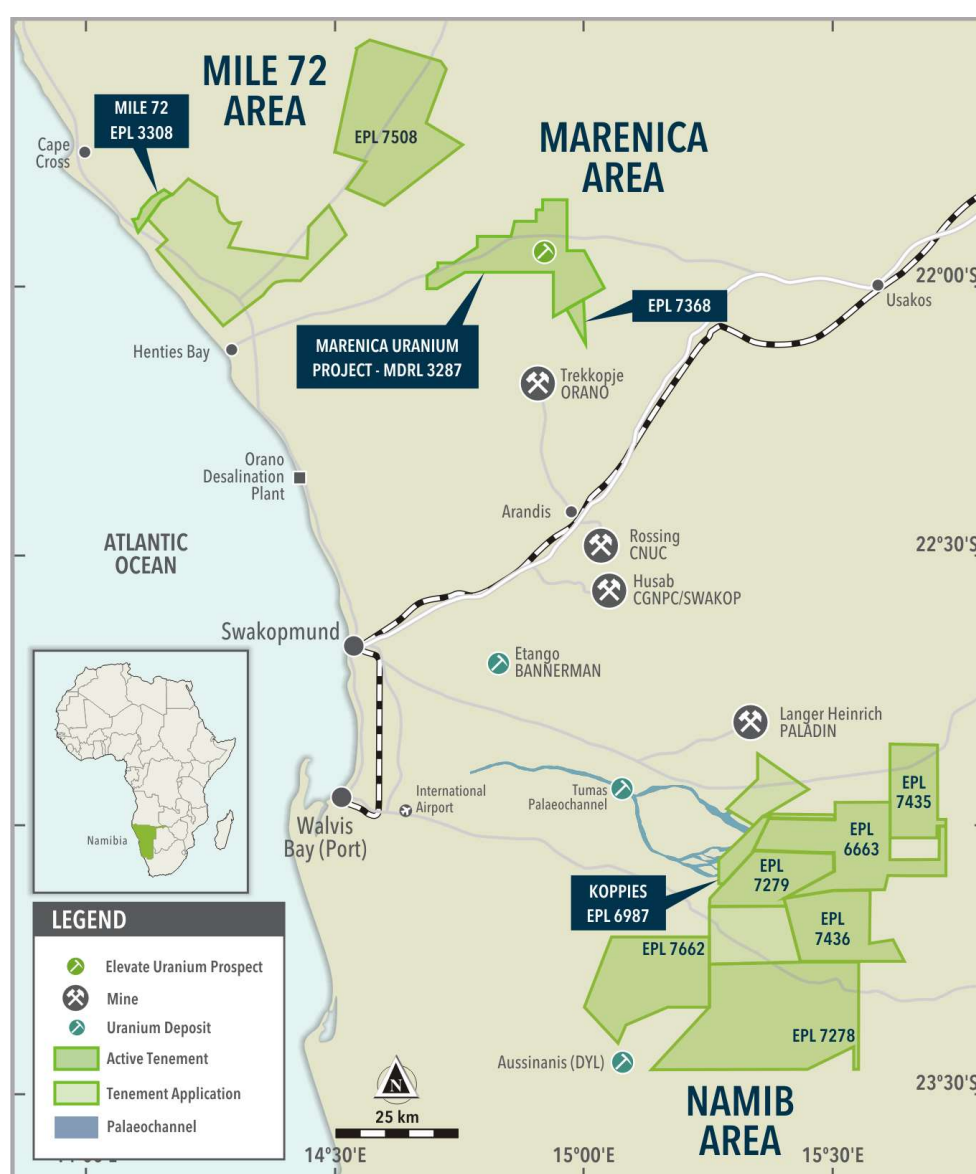 MILE 72
AREA
MILE 72
EPL 3308
EPL 7508
Cape
Cross
MARENICA
AREA
22°00'S
Usakos
EPL 7368
MARENICA URANIUM
PROJECT - MDRL 3287
Henties Bay
Trekkopje
ORANO
Orano
Desalination
Plant
Arandis
ATLANTIC
OCEAN
Rossing
CNUC
22°30'S
Husab
CGNPC/SWAKOP
Swakopmund
Etango
BANNERMAN
Langer Heinrich
PALADIN
International
Airport
Tumas
Palaeochannel
Walvis
Bay (Port)
Namibia
EPL
7435
EPL
6663
EPL
7279
KOPPIES
EPL 6987
EPL
7436
EPL 7662
EPL 7278
Aussinanis (DYL)
NAMIB
AREA
23°30'S
LEGEND
Elevate Uranium Prospect
Mine
Uranium Deposit
Active Tenement
Tenement Application
Palaeochannel
N
25 km
14°30'E
15°00'E
15°30'E